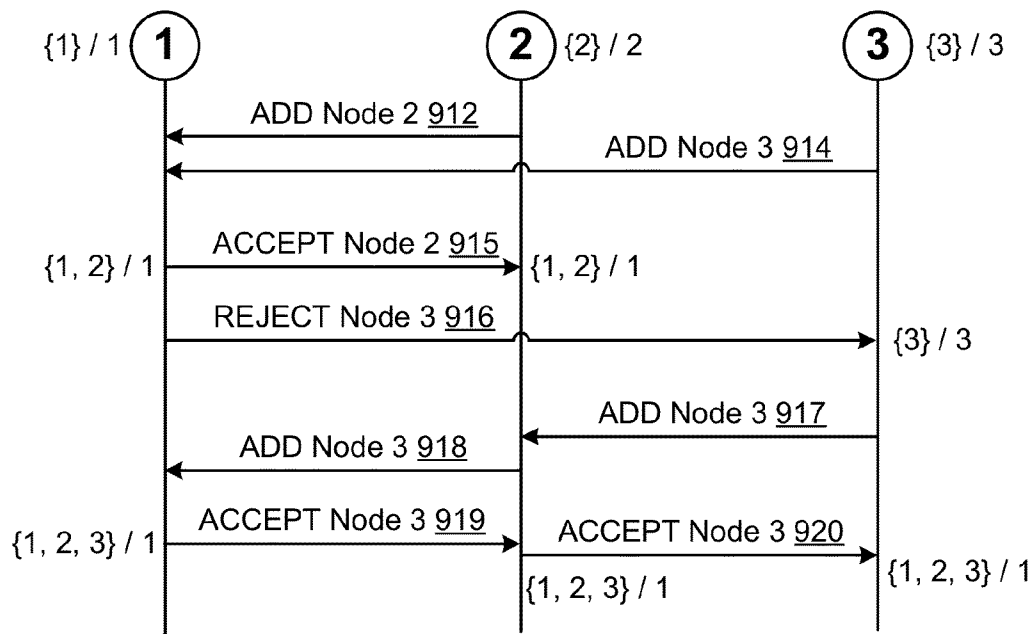 {1} / 1 1 2 {2} / 2 3 {3} / 3
ADD Node 2 912
ADD Node 3 914
ACCEPT Node 2 915
{1, 2} / 1 {1, 2} / 1
REJECT Node 3 916
{3} / 3
ADD Node 3 917
ADD Node 3 918
ACCEPT Node 3 919
{1, 2, 3} / 1
ACCEPT Node 3 920
{1, 2, 3} / 1
{1, 2, 3} / 1